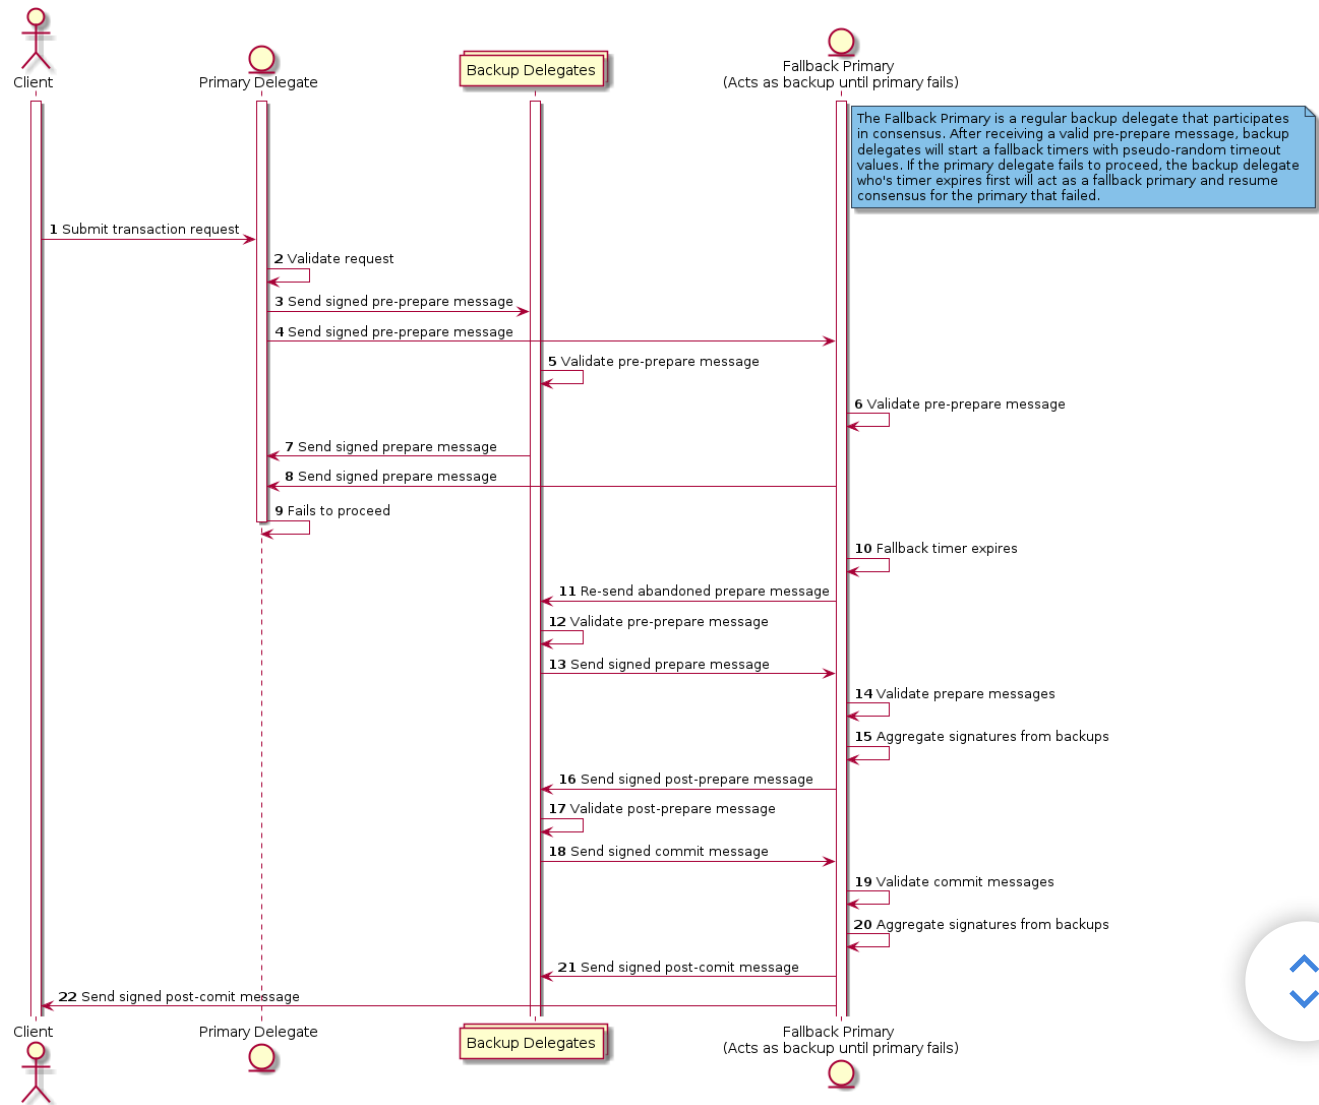 Client
Primary Delegate
Backup Delegates
Fallback Primary
(Acts as backup until primary fails)
The Fallback Primary is a regular backup delegate that participates
in consensus. After receiving a valid pre-prepare message, backup
delegates will start a fallback timers with pseudo-random timeout
values. If the primary delegate fails to proceed, the backup delegate
who's timer expires first will act as a fallback primary and resume
consensus for the primary that failed.
1 Submit transaction request
2 Validate request
3 Send signed pre-prepare message
4 Send signed pre-prepare message
5 Validate pre-prepare message
6 Validate pre-prepare message
7 Send signed prepare message
8 Send signed prepare message
9 Fails to proceed
10 Fallback timer expires
11 Re-send abandoned prepare message
12 Validate pre-prepare message
13 Send signed prepare message
14 Validate prepare messages
15 Aggregate signatures from backups
16 Send signed post-prepare message
17 Validate post-prepare message
18 Send signed commit message
19 Validate commit messages
20 Aggregate signatures from backups
21 Send signed post-comit message
22 Send signed post-comit message
Client
Primary Delegate
Backup Delegates
Fallback Primary
(Acts as backup until primary fails)